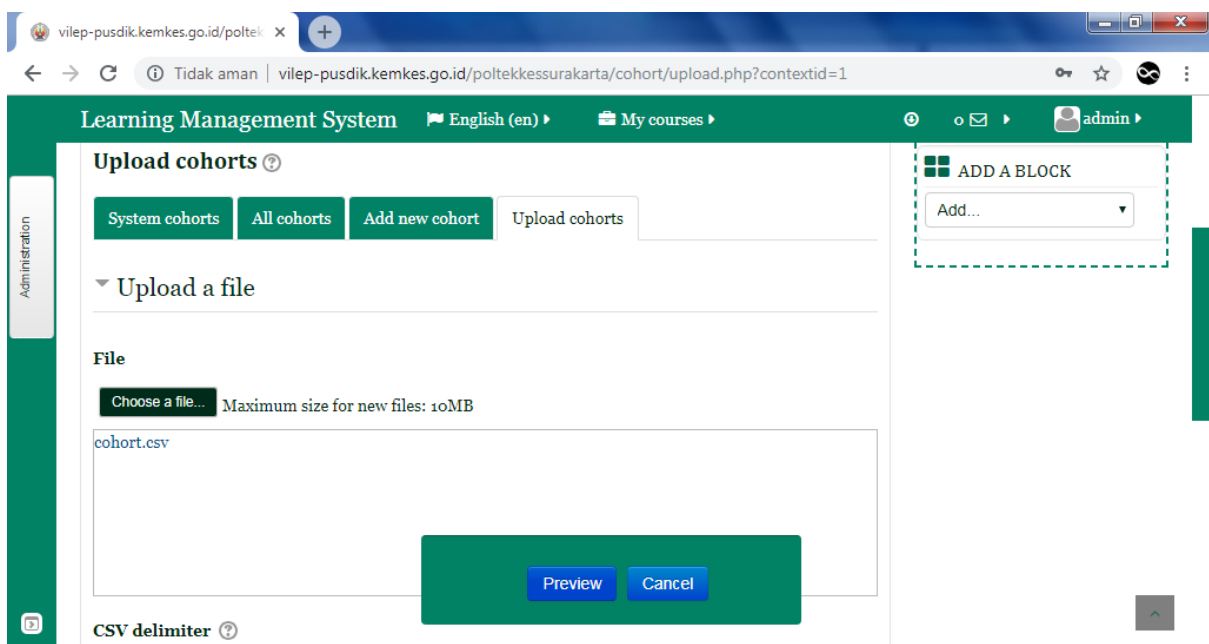 vilep-pusdik.kemkes.go.id/poltek
Tidak aman | vilep-pusdik.kemkes.go.id/poltekkessurakarta/cohort/upload.php?contextid=1
Learning Management System English (en) My courses 0 admin
Upload cohorts
ADD A BLOCK
System cohorts All cohorts Add new cohort Upload cohorts
Add...
Administration
Upload a file
File
Choose a file... Maximum size for new files: 10MB
cohort.csv
Preview Cancel
CSV delimiter